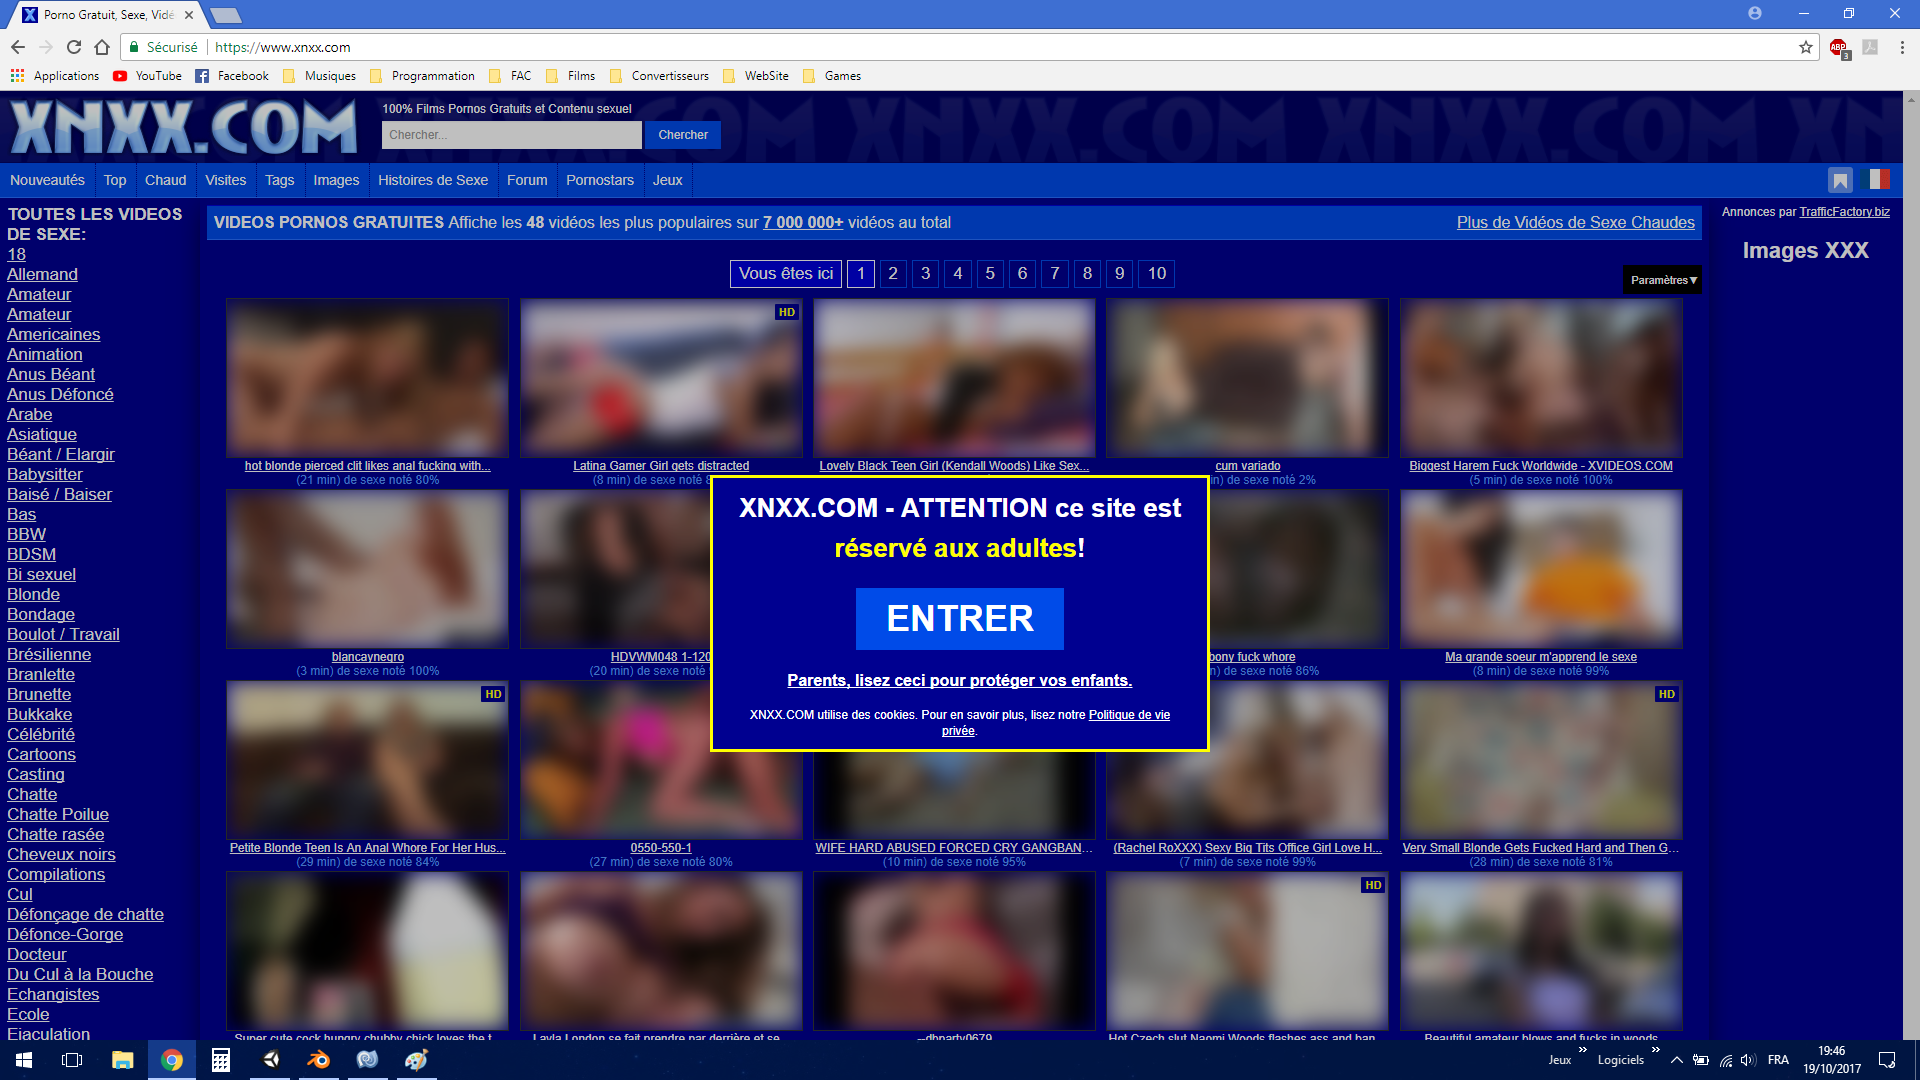 Porno Gratuit, Sexe, Vidé
Sécurisé
https://www.xnxx.com
ABP
3
Applications
YouTube
Facebook
Musiques
Programmation
FAC
Films
Convertisseurs
WebSite
Games
XNXX.COM
100% Films Pornos Gratuits et Contenu sexuel
Chercher...
Chercher
Nouveautés
Top
Chaud
Visites
Tags
Images
Histoires de Sexe
Forum
Pornostars
Jeux
TOUTES LES VIDEOS
DE SEXE:
18
Allemand
Amateur
Amateur
Americaines
Animation
Anus Béant
Anus Défoncé
Arabe
Asiatique
Béant / Elargir
Babysitter
Baisé / Baiser
Bas
BBW
BDSM
Bi sexuel
Blonde
Bondage
Boulot / Travail
Brésilienne
Branlette
Brunette
Bukkake
Célébrité
Cartoons
Casting
Chatte
Chatte Poilue
Chatte rasée
Cheveux noirs
Compilations
Cul
Défonçage de chatte
Défonce-Gorge
Docteur
Du Cul à la Bouche
Echangistes
Ecole
Ejaculation
VIDEOS PORNOS GRATUITES Affiche les 48 vidéos les plus populaires sur 7 000 000+ vidéos au total
Plus de Vidéos de Sexe Chaudes
Annonces par TrafficFactory.biz
Images XXX
Vous êtes ici
1
2
3
4
5
6
7
8
9
10
Paramètres▼
HD
hot blonde pierced clit likes anal fucking with...
(21 min) de sexe noté 80%
Latina Gamer Girl gets distracted
(8 min) de sexe noté
Lovely Black Teen Girl (Kendall Woods) Like Sex...
cum variado
de sexe noté 2%
Biggest Harem Fuck Worldwide - XVIDEOS.COM
(5 min) de sexe noté 100%
XNXX.COM - ATTENTION ce site est
réservé aux adultes!
ENTRER
Parents, lisez ceci pour protéger vos enfants.
XNXX.COM utilise des cookies. Pour en savoir plus, lisez notre Politique de vie
privée.
blancaynegro
(3 min) de sexe noté 100%
HDVWM048 1-120
(20 min) de sexe noté
fuck whore
de sexe noté 86%
Ma grande soeur m'apprend le sexe
(8 min) de sexe noté 99%
HD
HD
Petite Blonde Teen Is An Anal Whore For Her Hus...
(29 min) de sexe noté 84%
0550-550-1
(27 min) de sexe noté 80%
WIFE HARD ABUSED FORCED CRY GANGBAN...
(10 min) de sexe noté 95%
(Rachel RoXXX) Sexy Big Tits Office Girl Love H...
(7 min) de sexe noté 99%
Very Small Blonde Gets Fucked Hard and Then G...
(28 min) de sexe noté 81%
HD
Super cute cock hungry chubby chick loves the t...
Layla London se fait prendre par derrière et se...
--dbparty0679
Hot Czech slut Naomi Woods flashes ass and ban...
Beautiful amateur blows and fucks in woods
Jeux
Logiciels
FRA
19:46
19/10/2017